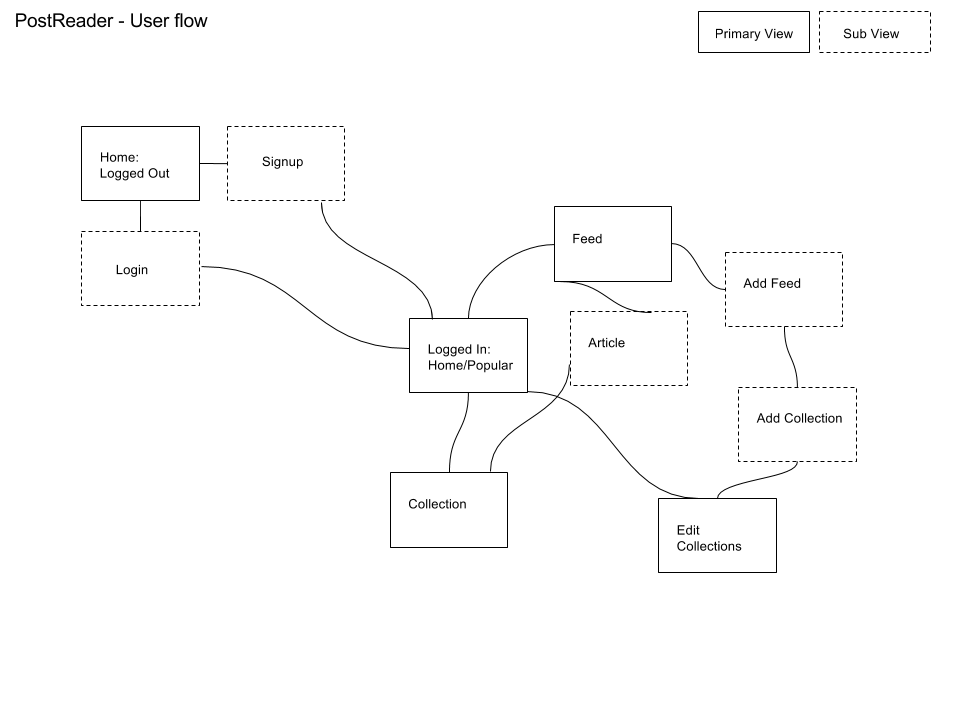 PostReader - User flow
Primary View
Sub View
Home:
Logged Out
Signup
Login
Feed
Add Feed
Logged In:
Home/Popular
Article
Add Collection
Collection
Edit
Collections